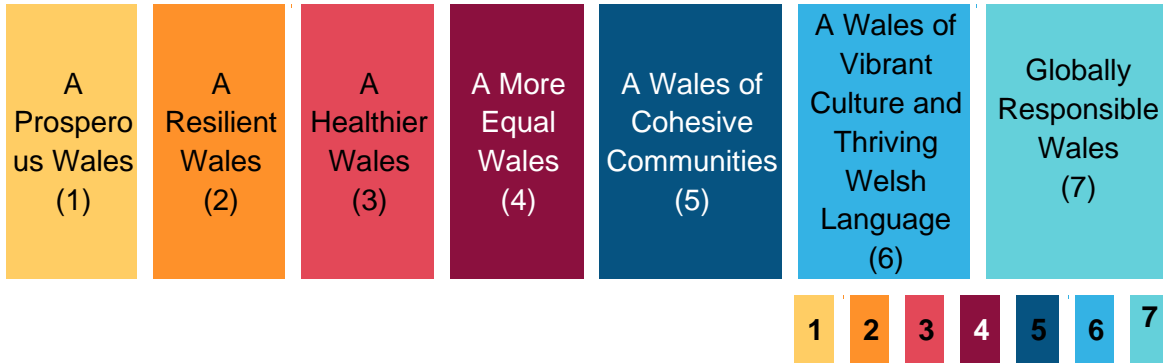 A
Prospero
us Wales
(1)
A
Resilient
Wales
(2)
A
Healthier
Wales
(3)
A More
Equal
Wales
(4)
A Wales of
Cohesive
Communities
(5)
A Wales of
Vibrant
Culture and
Thriving
Welsh
Language
(6)
Globally
Responsible
Wales
(7)
1 2 3 4 5 6 7